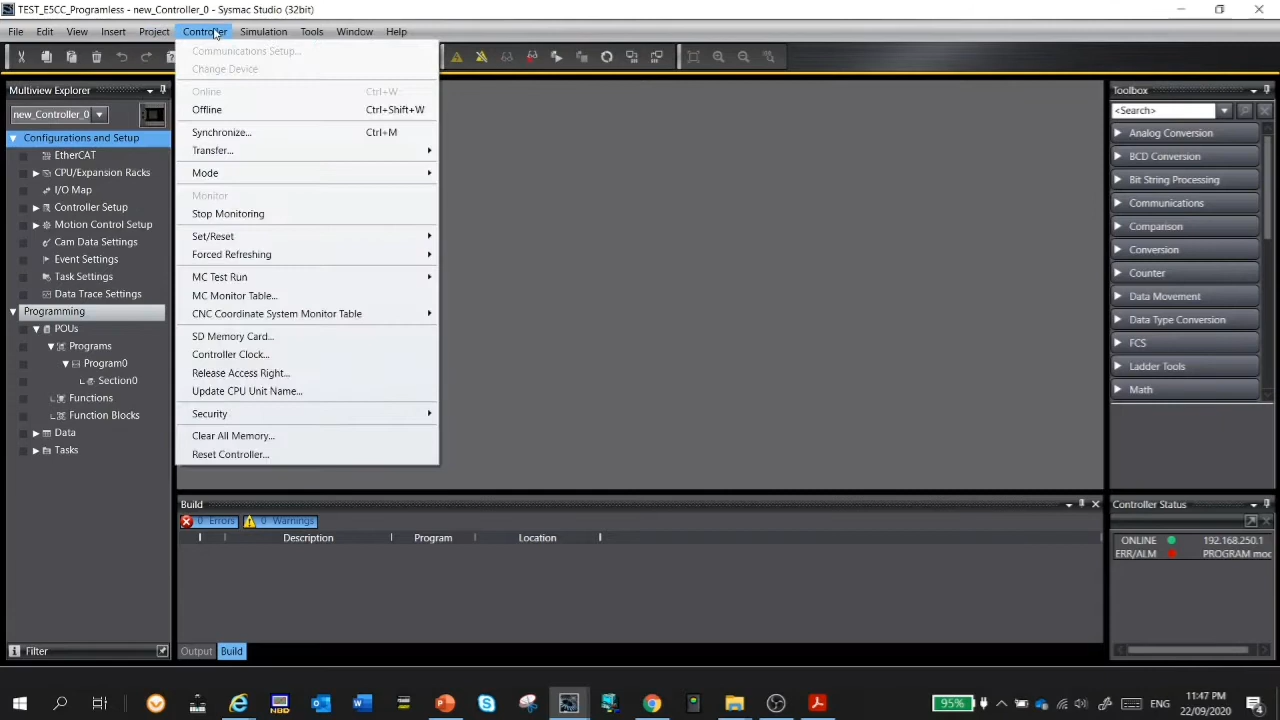 TEST_E5CC_Programless - new_Controller_0 - Sysmac Studio (32bit)
File Edit View Insert Project Controller Simulation Tools Window Help
Communications Setup...
Change Device
Online Ctrl+W
Offline Ctrl+Shift+W
Synchronize... Ctrl+M
Transfer...
Mode
Monitor
Stop Monitoring
Set/Reset
Forced Refreshing
MC Test Run
MC Monitor Table...
CNC Coordinate System Monitor Table
SD Memory Card...
Controller Clock...
Release Access Right...
Update CPU Unit Name...
Security
Clear All Memory...
Reset Controller...
Multiview Explorer
new_Controller_0
Configurations and Setup
EtherCAT
CPU/Expansion Racks
I/O Map
Controller Setup
Motion Control Setup
Cam Data Settings
Event Settings
Task Settings
Data Trace Settings
Programming
POUs
Programs
Program0
Section0
Functions
Function Blocks
Data
Tasks
Filter
Build
0 Errors 0 Warnings
Description Program Location
Output Build
Toolbox
<Search>
Analog Conversion
BCD Conversion
Bit String Processing
Communications
Comparison
Conversion
Counter
Data Movement
Data Type Conversion
FCS
Ladder Tools
Math
Controller Status
ONLINE 192.168.250.1
ERR/ALM PROGRAM moc
95% ENG
11:47 PM
22/09/2020